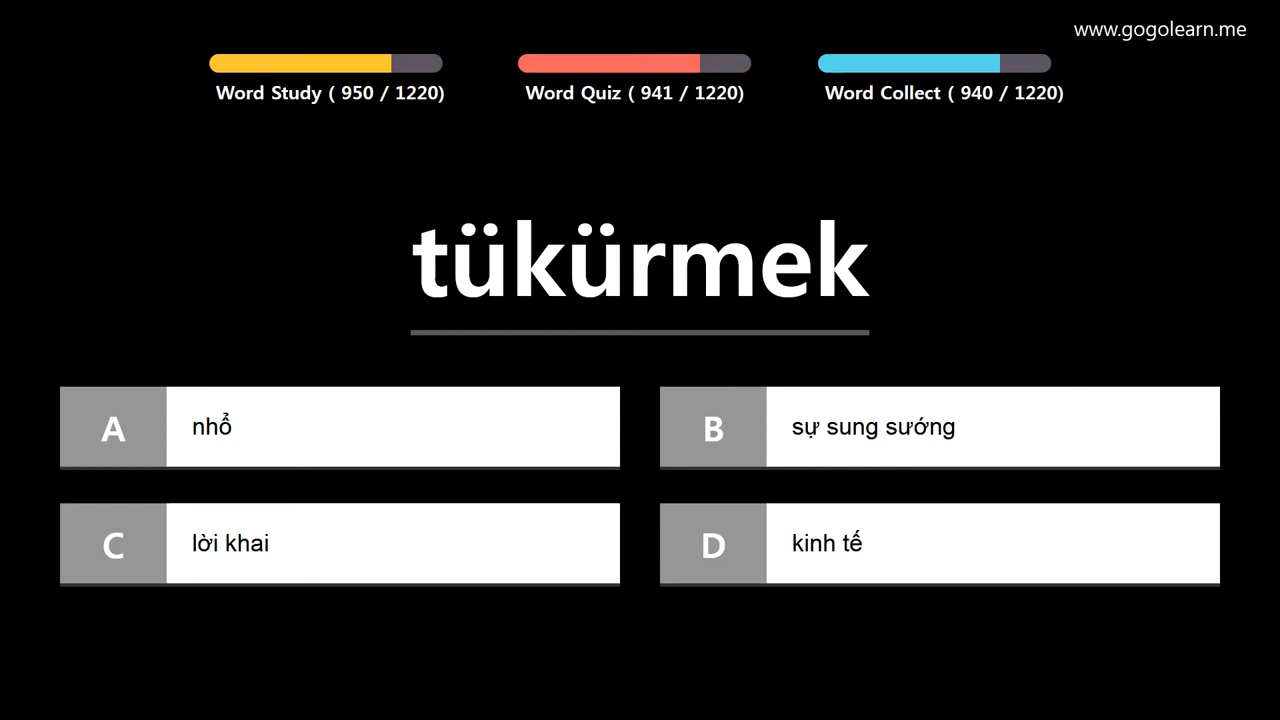 www.gogolearn.me
Word Study ( 950 / 1220)
Word Quiz ( 941 / 1220)
Word Collect ( 940 / 1220)
tükürmek
A
nhổ
B
sự sung sướng
C
lời khai
D
kinh tế